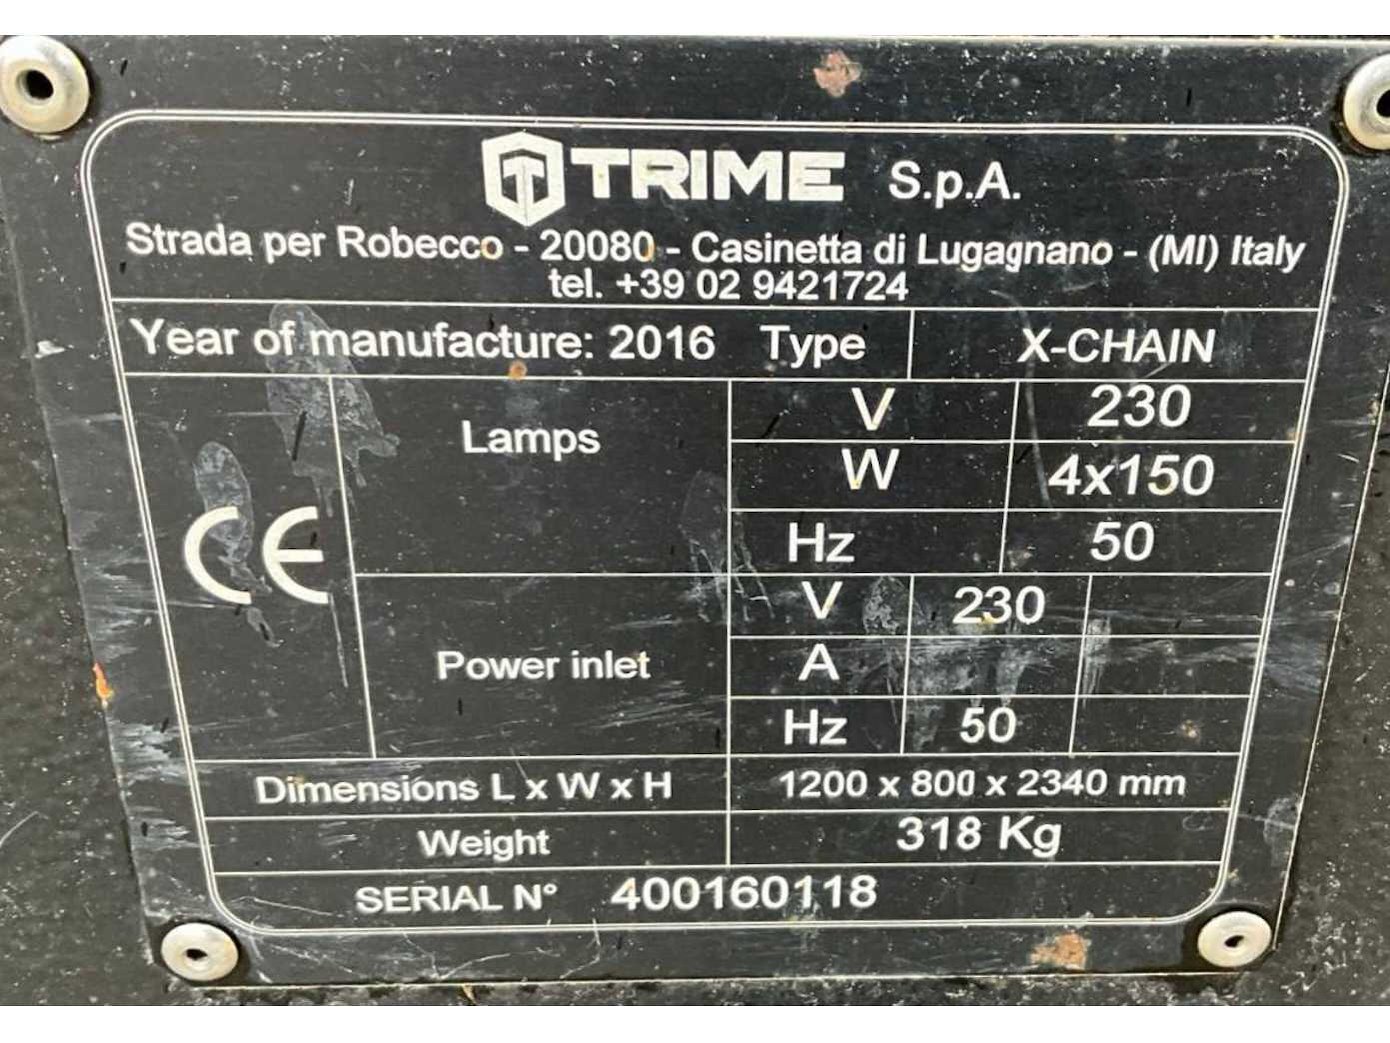 TRIME S.p.A.
Strada per Robecco - 20080 - Casinetta di Lugagnano - (MI) Italy
tel. +39 02 9421724
Year of manufacture: 2016 Type X-CHAIN
Lamps
V 230
W 4x150
Hz 50
CE
Power inlet
V 230
A
Hz 50
Dimensions L x W x H 1200 x 800 x 2340 mm
Weight 318 Kg
SERIAL N° 400160118